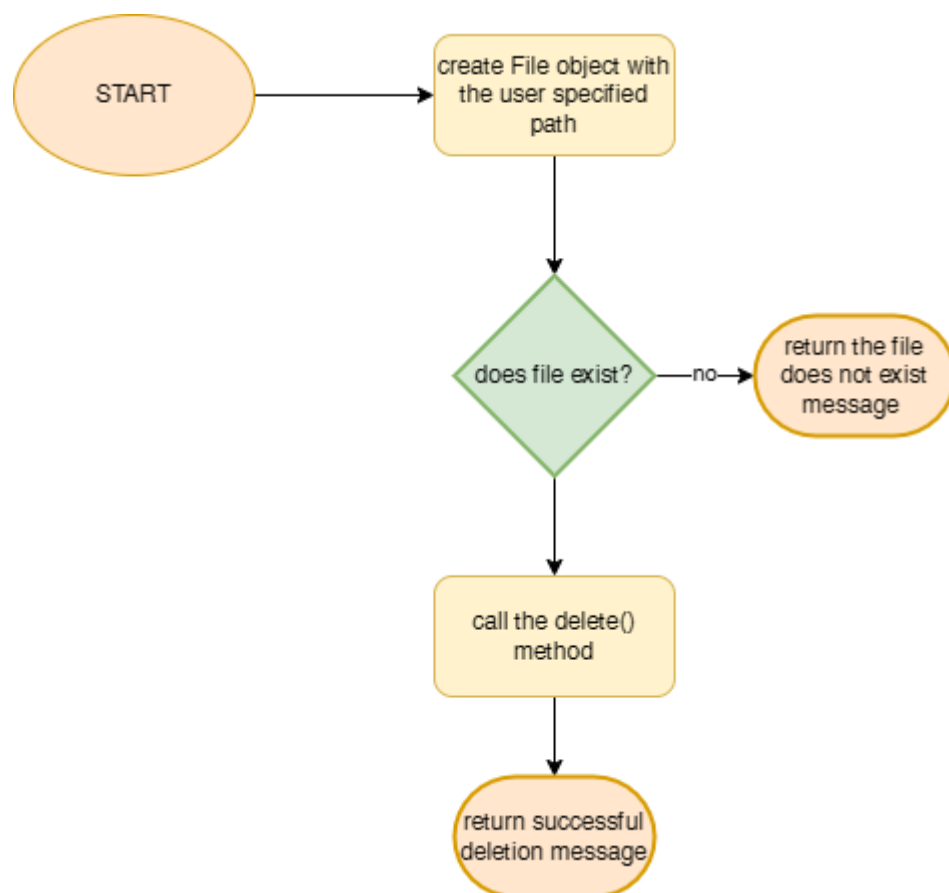 START
create File object with
the user specified
path
does file exist?
no
return the file
does not exist
message
call the delete()
method
return successful
deletion message